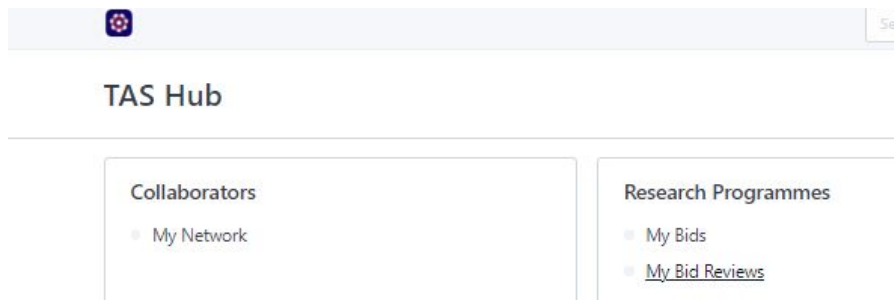 TAS Hub
Collaborators
My Network
Research Programmes
My Bids
My Bid Reviews